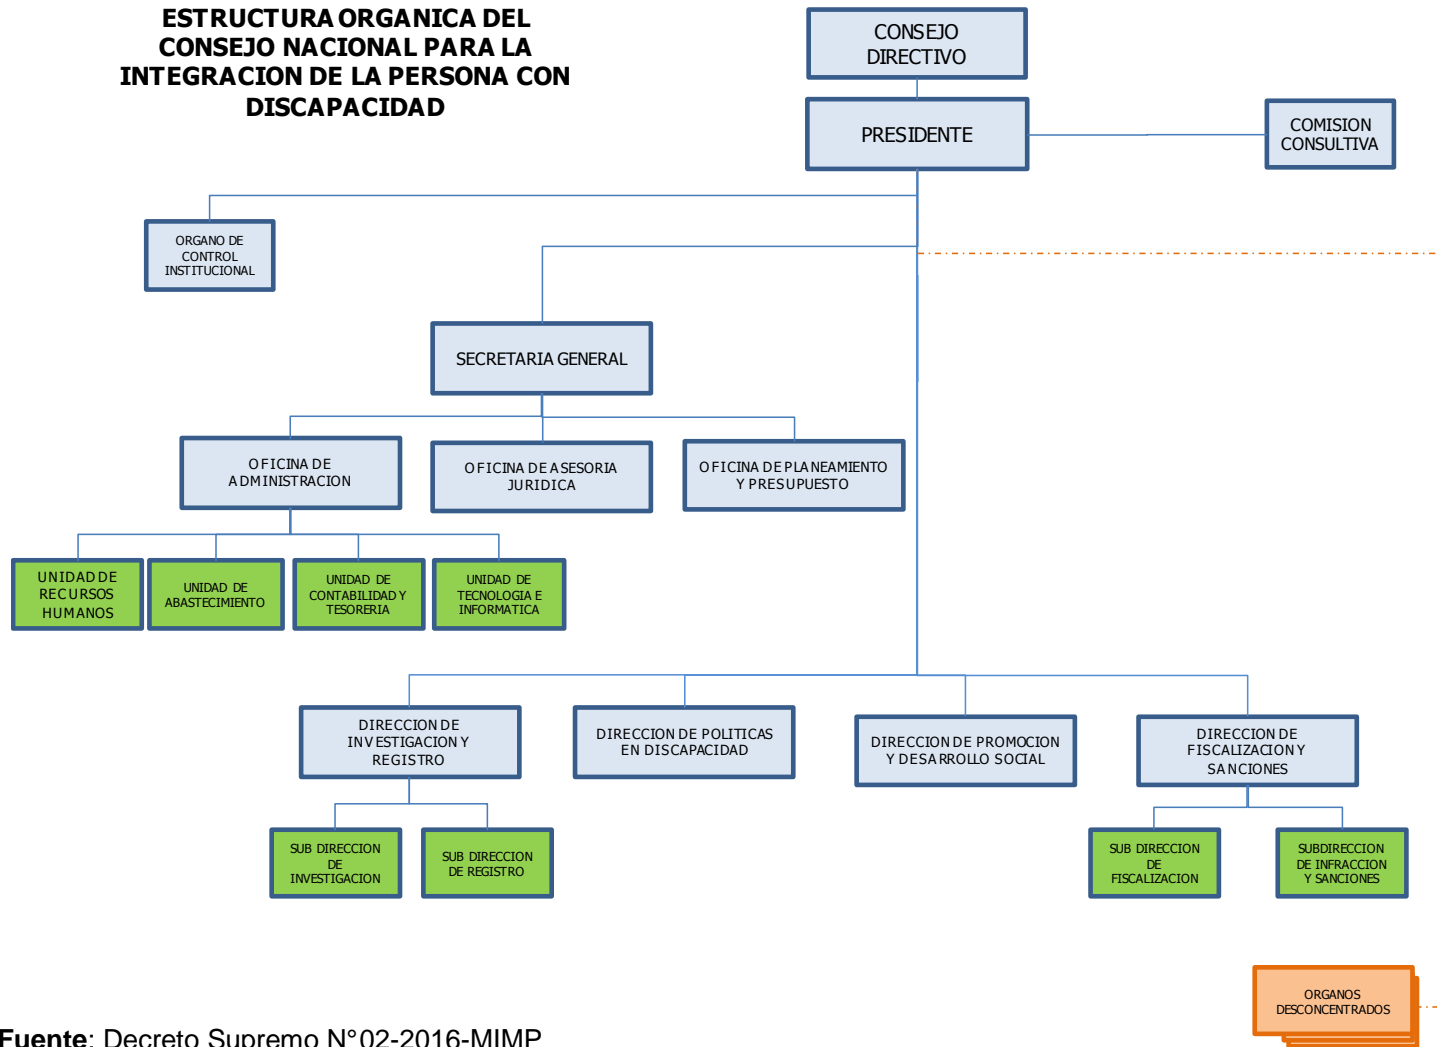 ESTRUCTURA ORGANICA DEL
CONSEJO NACIONAL PARA LA
INTEGRACION DE LA PERSONA CON
DISCAPACIDAD
CONSEJO
DIRECTIVO
PRESIDENTE
COMISION
CONSULTIVA
ORGANO DE
CONTROL
INSTITUCIONAL
SECRETARIA GENERAL
OFICINA DE
ADMINISTRACION
OFICINA DE ASESORIA
JURIDICA
OFICINA DE PLANEAMIENTO
Y PRESUPUESTO
UNIDAD DE
RECURSOS
HUMANOS
UNIDAD DE
ABASTECIMIENTO
UNIDAD DE
CONTABILIDAD Y
TESORERIA
UNIDAD DE
TECNOLOGIA E
INFORMATICA
DIRECCION DE
INVESTIGACION Y
REGISTRO
DIRECCION DE POLITICAS
EN DISCAPACIDAD
DIRECCION DE PROMOCION
Y DESARROLLO SOCIAL
DIRECCION DE
FISCALIZACION Y
SANCIONES
SUB DIRECCION
DE
INVESTIGACION
SUB DIRECCION
DE REGISTRO
SUB DIRECCION
DE
FISCALIZACION
SUBDIRECCION
DE INFRACCION
Y SANCIONES
ORGANOS
DESCONCENTRADOS
Fuente: Decreto Supremo N°02-2016-MIMP